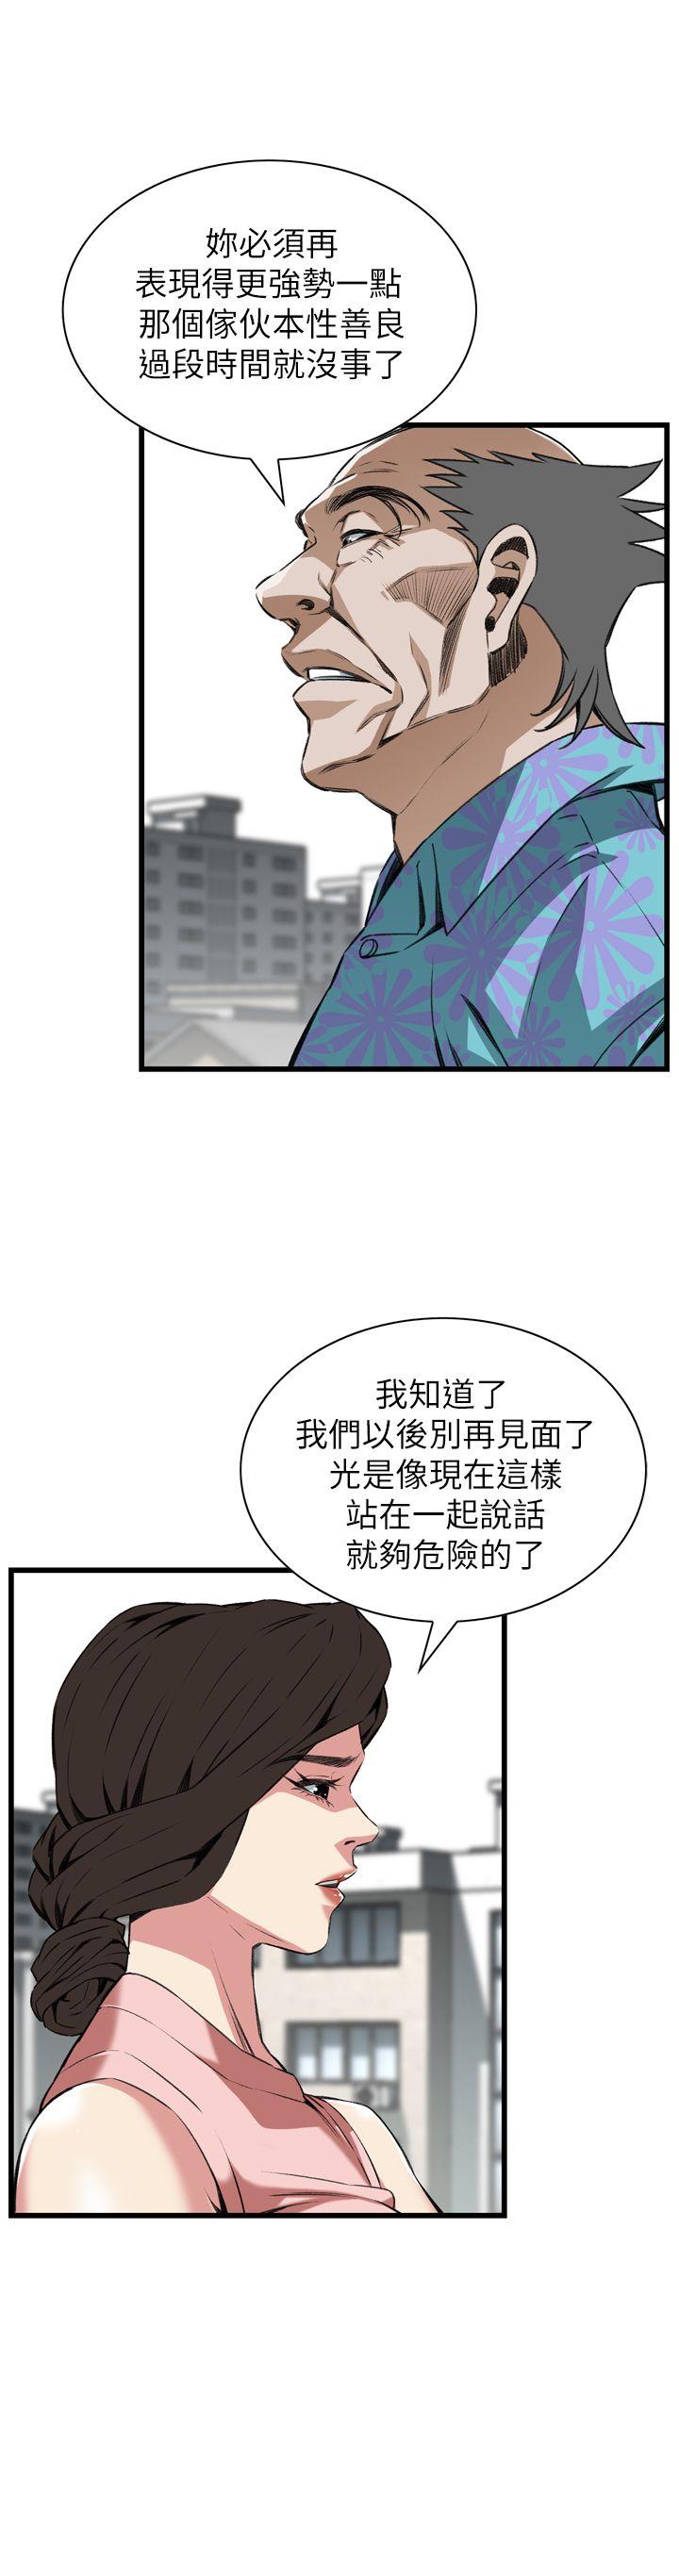 妳必須再
表現得更強勢一點
那個傢伙本性善良
過段時間就沒事了
我知道了
我們以後別再見面了
光是像現在這樣
站在一起說話
就夠危險的了